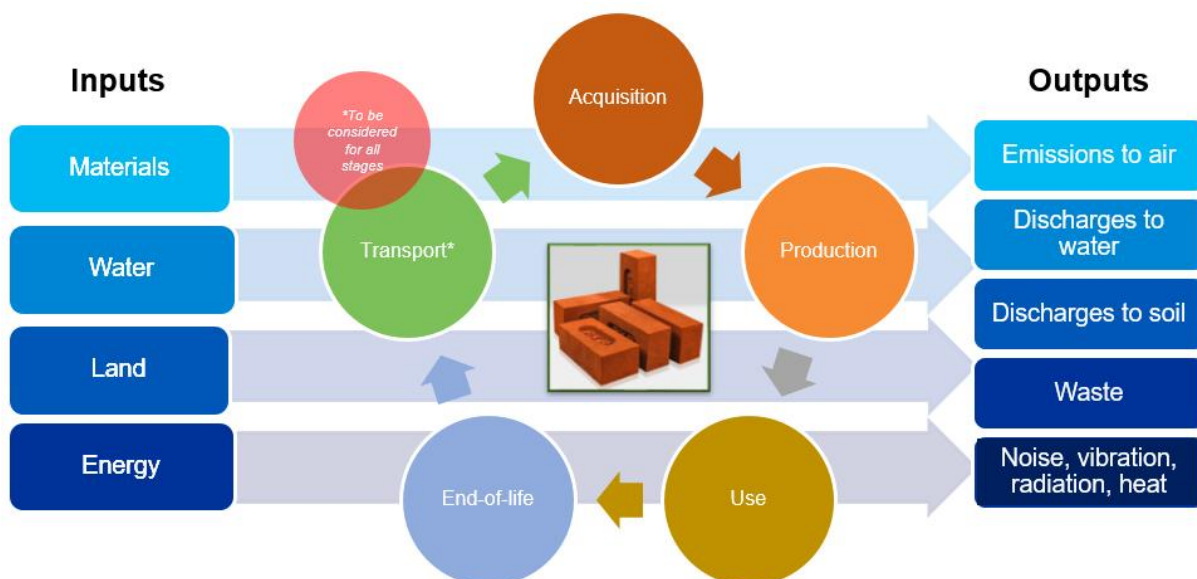 Inputs
Outputs
Materials
Water
Land
Energy
*To be
considered
for all
stages
Transport*
Acquisition
Production
Use
End-of-life
Emissions to air
Discharges to
water
Discharges to soil
Waste
Noise, vibration,
radiation, heat